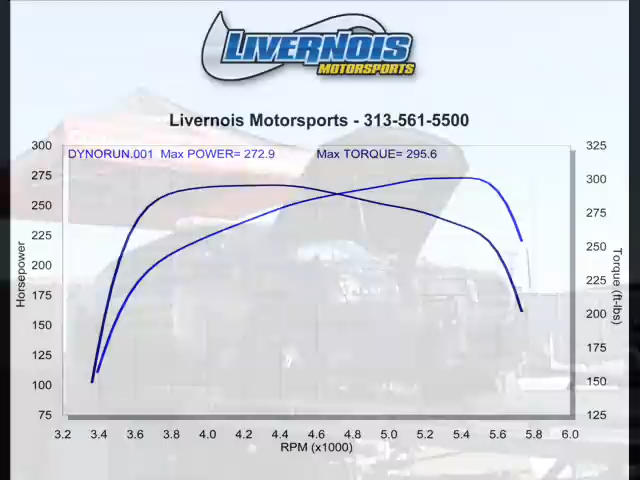 LIVERNOIS
MOTORSPORTS
Livernois Motorsports - 313-561-5500
DYNORUN.001 Max POWER= 272.9 Max TORQUE= 295.6
300
275
250
225
200
175
150
125
100
75
Horsepower
325
300
275
250
225
200
175
150
125
Torque (ft-lbs)
3.2 3.4 3.6 3.8 4.0 4.2 4.4 4.6 4.8 5.0 5.2 5.4 5.6 5.8 6.0
RPM (x1000)